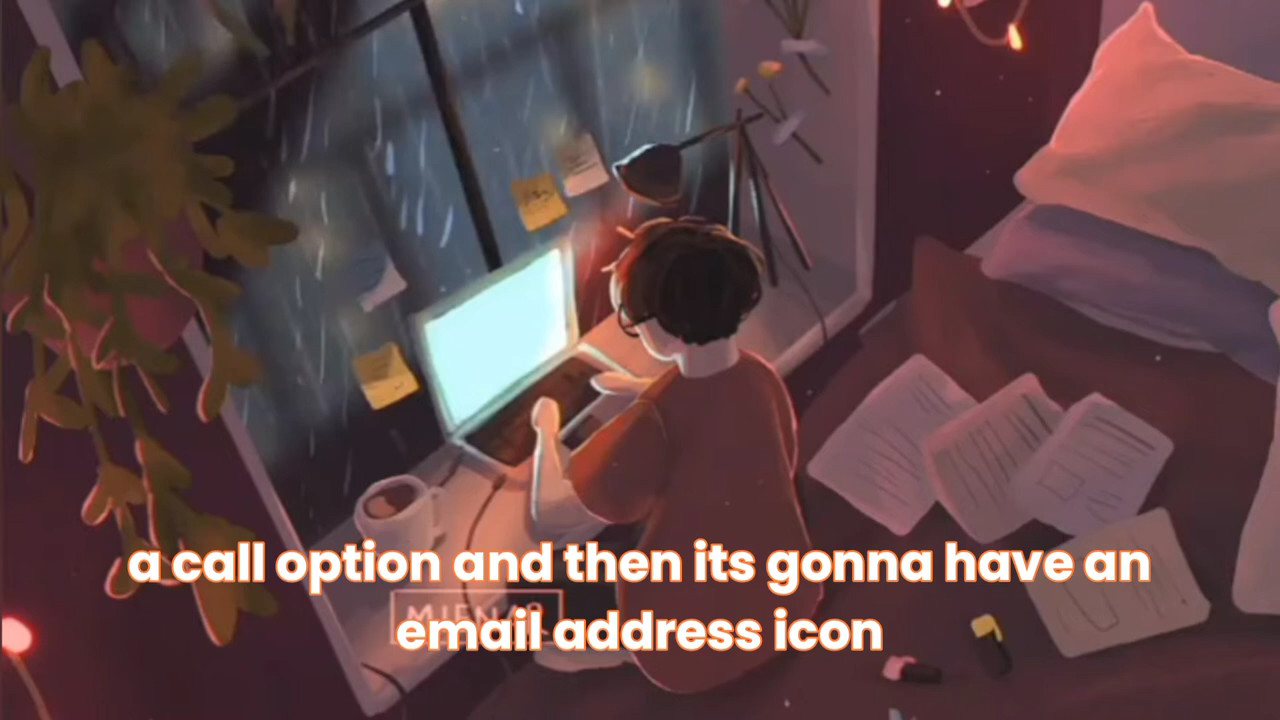 a call option and then its gonna have an
email address icon